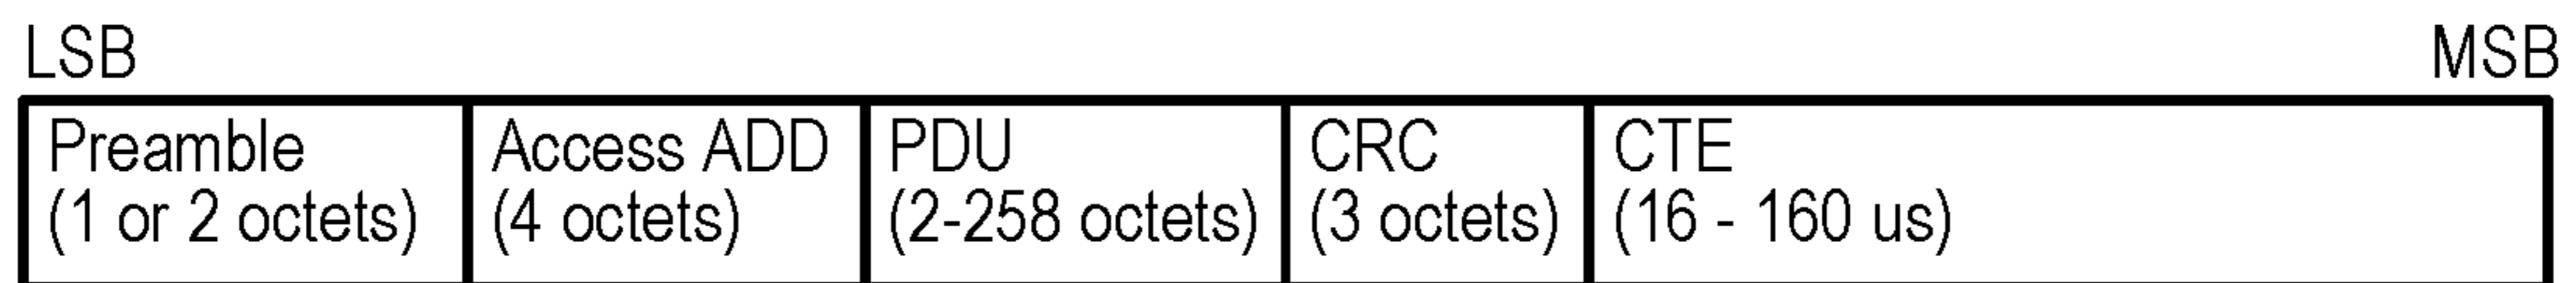 LSB MSB
Preamble Access ADD PDU CRC CTE
(1 or 2 octets) (4 octets) (2-258 octets) (3 octets) (16 - 160 us)